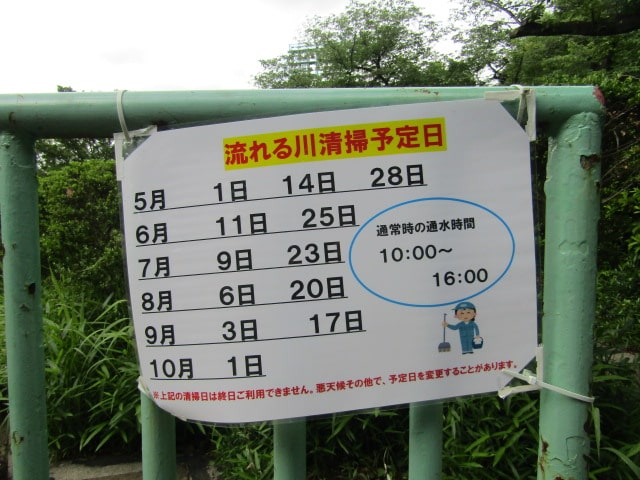 流れる川清掃予定日
5月 1日 14日 28日
6月 11日 25日
7月 9日 23日
8月 6日 20日
9月 3日 17日
10月 1日
通常時の通水時間
10:00～
16:00
※上記の清掃日は終日ご利用できません。悪天候その他で、予定日を変更することがあります。